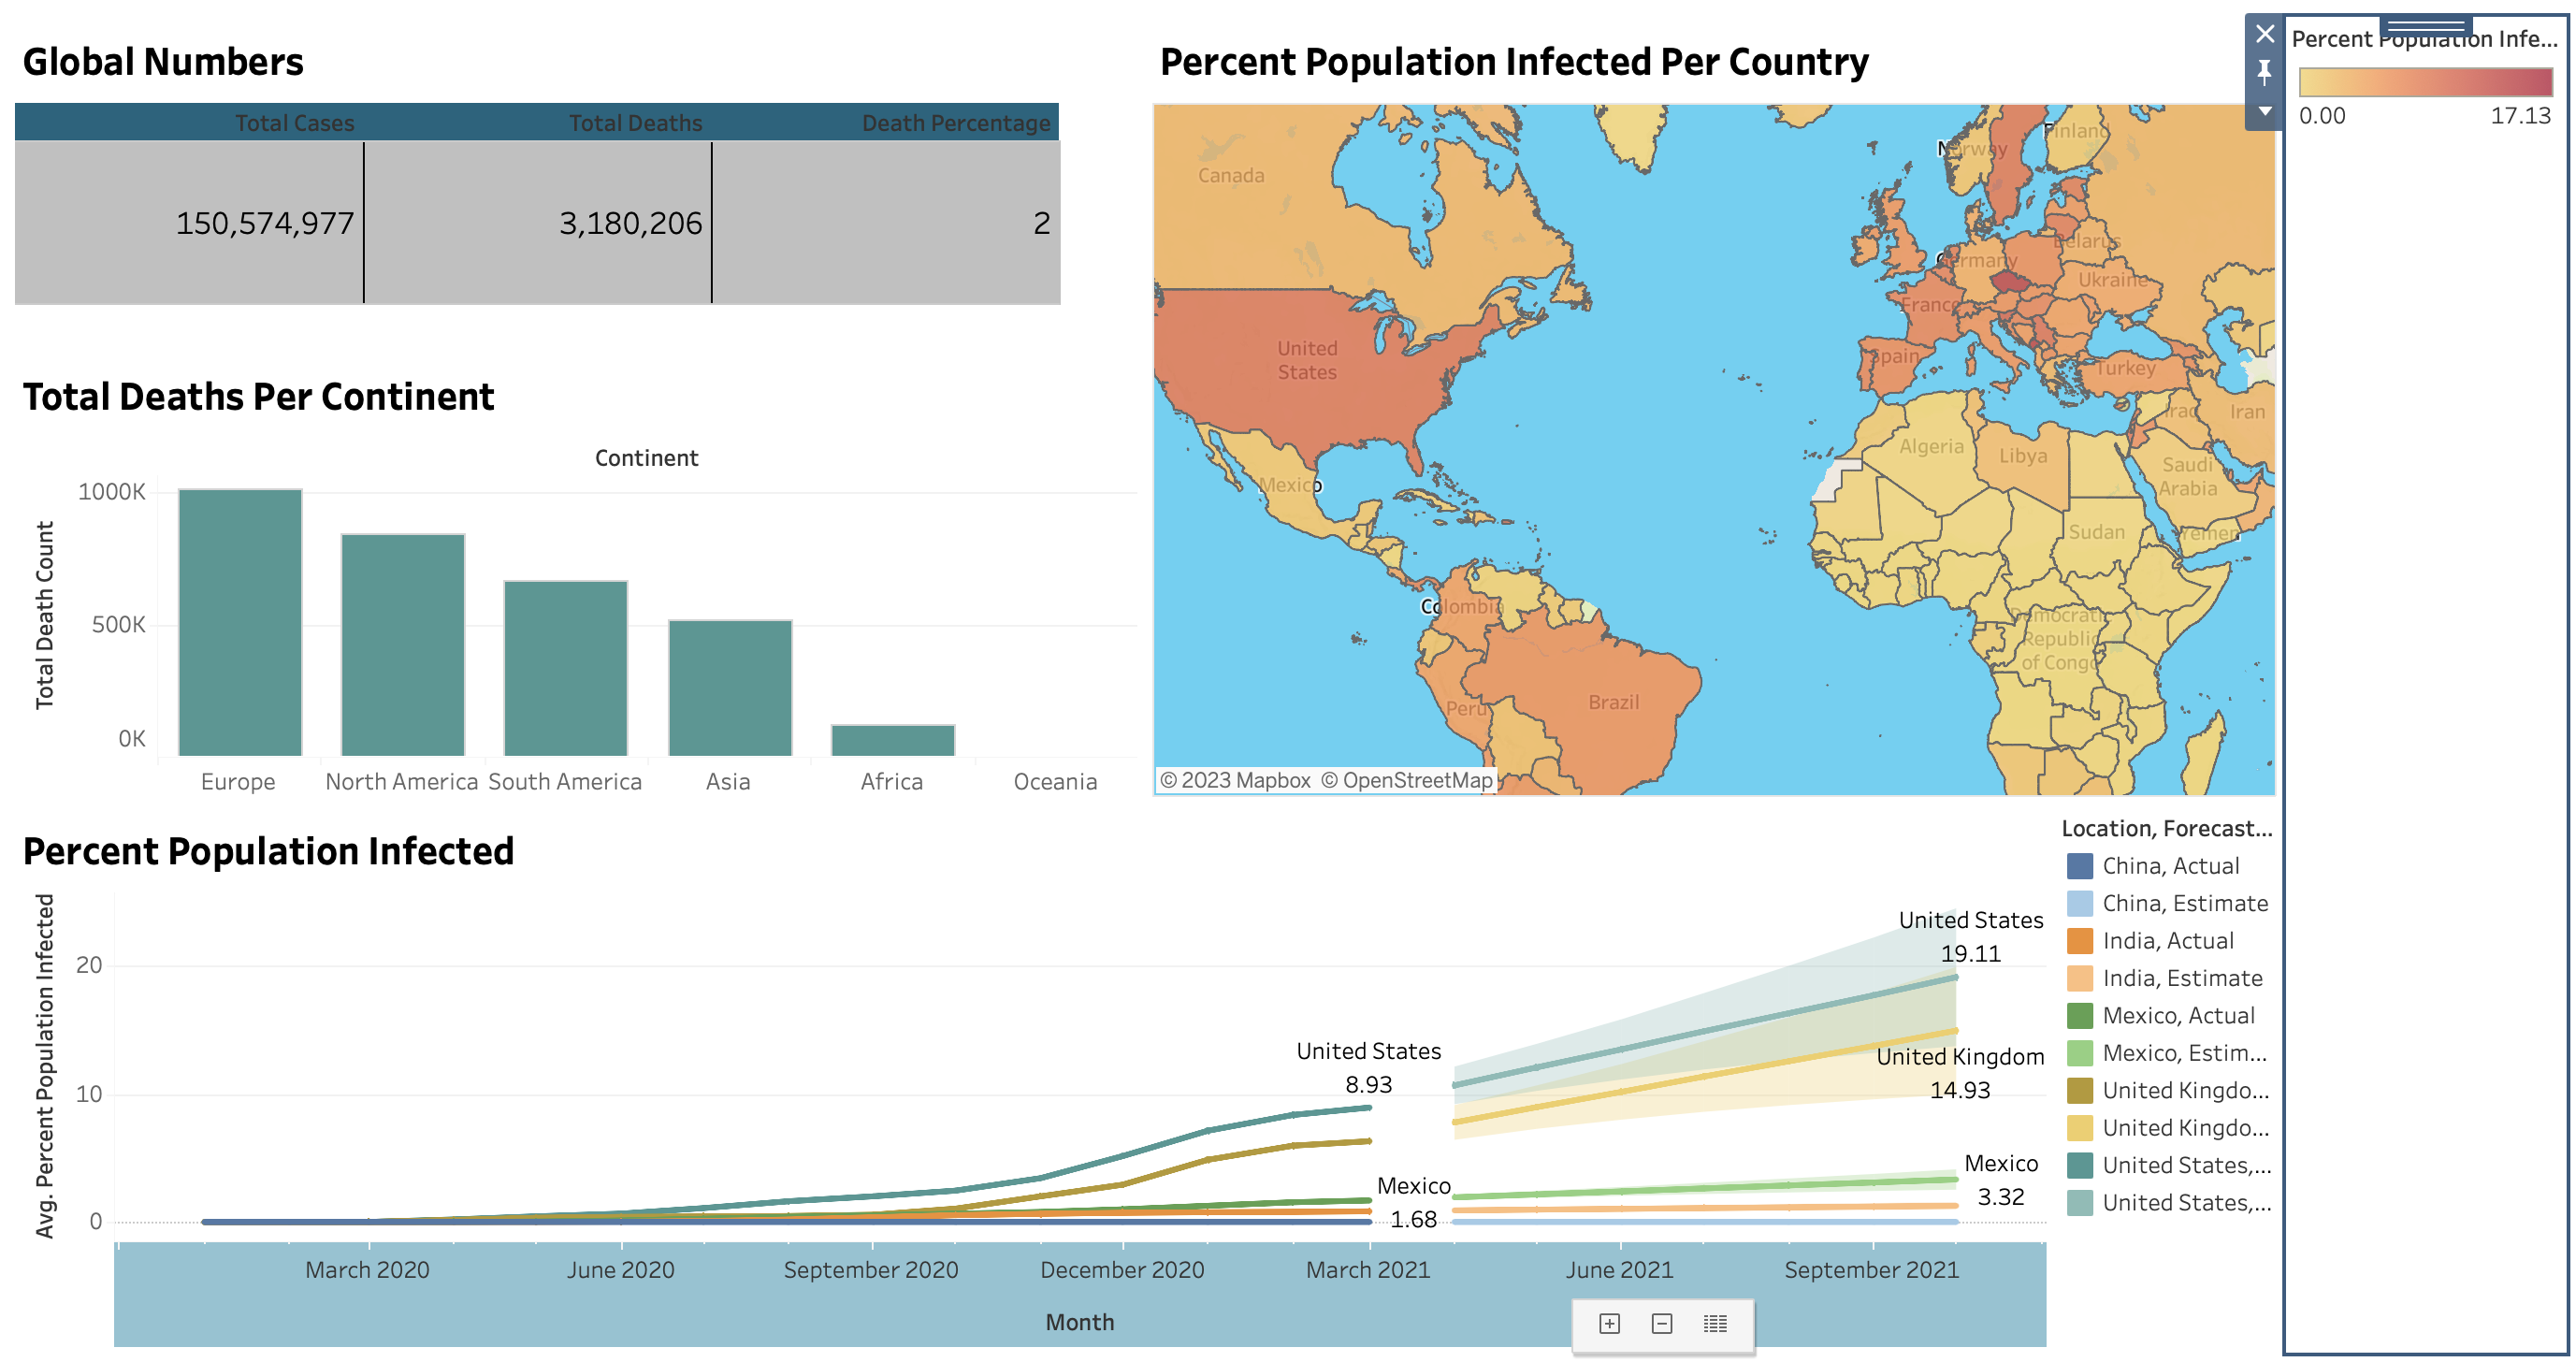 Global Numbers
Total Cases
Total Deaths
Death Percentage
150,574,977
3,180,206
2
Total Deaths Per Continent
Continent
Total Death Count
1000K
500K
0K
Europe
North America
South America
Asia
Africa
Oceania
Percent Population Infected Per Country
Canada
United
States
Mexico
Colombia
Peru
Brazil
Norway
Finland
Belarus
Germany
Ukraine
France
Spain
Turkey
Iraq
Iran
Algeria
Libya
Saudi
Arabia
Sudan
Yemen
Democratic
Republic
of Congo
© 2023 Mapbox © OpenStreetMap
Percent Population Infe...
0.00
17.13
Percent Population Infected
Avg. Percent Population Infected
20
10
0
United States
8.93
Mexico
1.68
United States
19.11
United Kingdom
14.93
Mexico
3.32
March 2020
June 2020
September 2020
December 2020
March 2021
June 2021
September 2021
Month
Location, Forecast...
China, Actual
China, Estimate
India, Actual
India, Estimate
Mexico, Actual
Mexico, Estim...
United Kingdo...
United Kingdo...
United States,...
United States,...